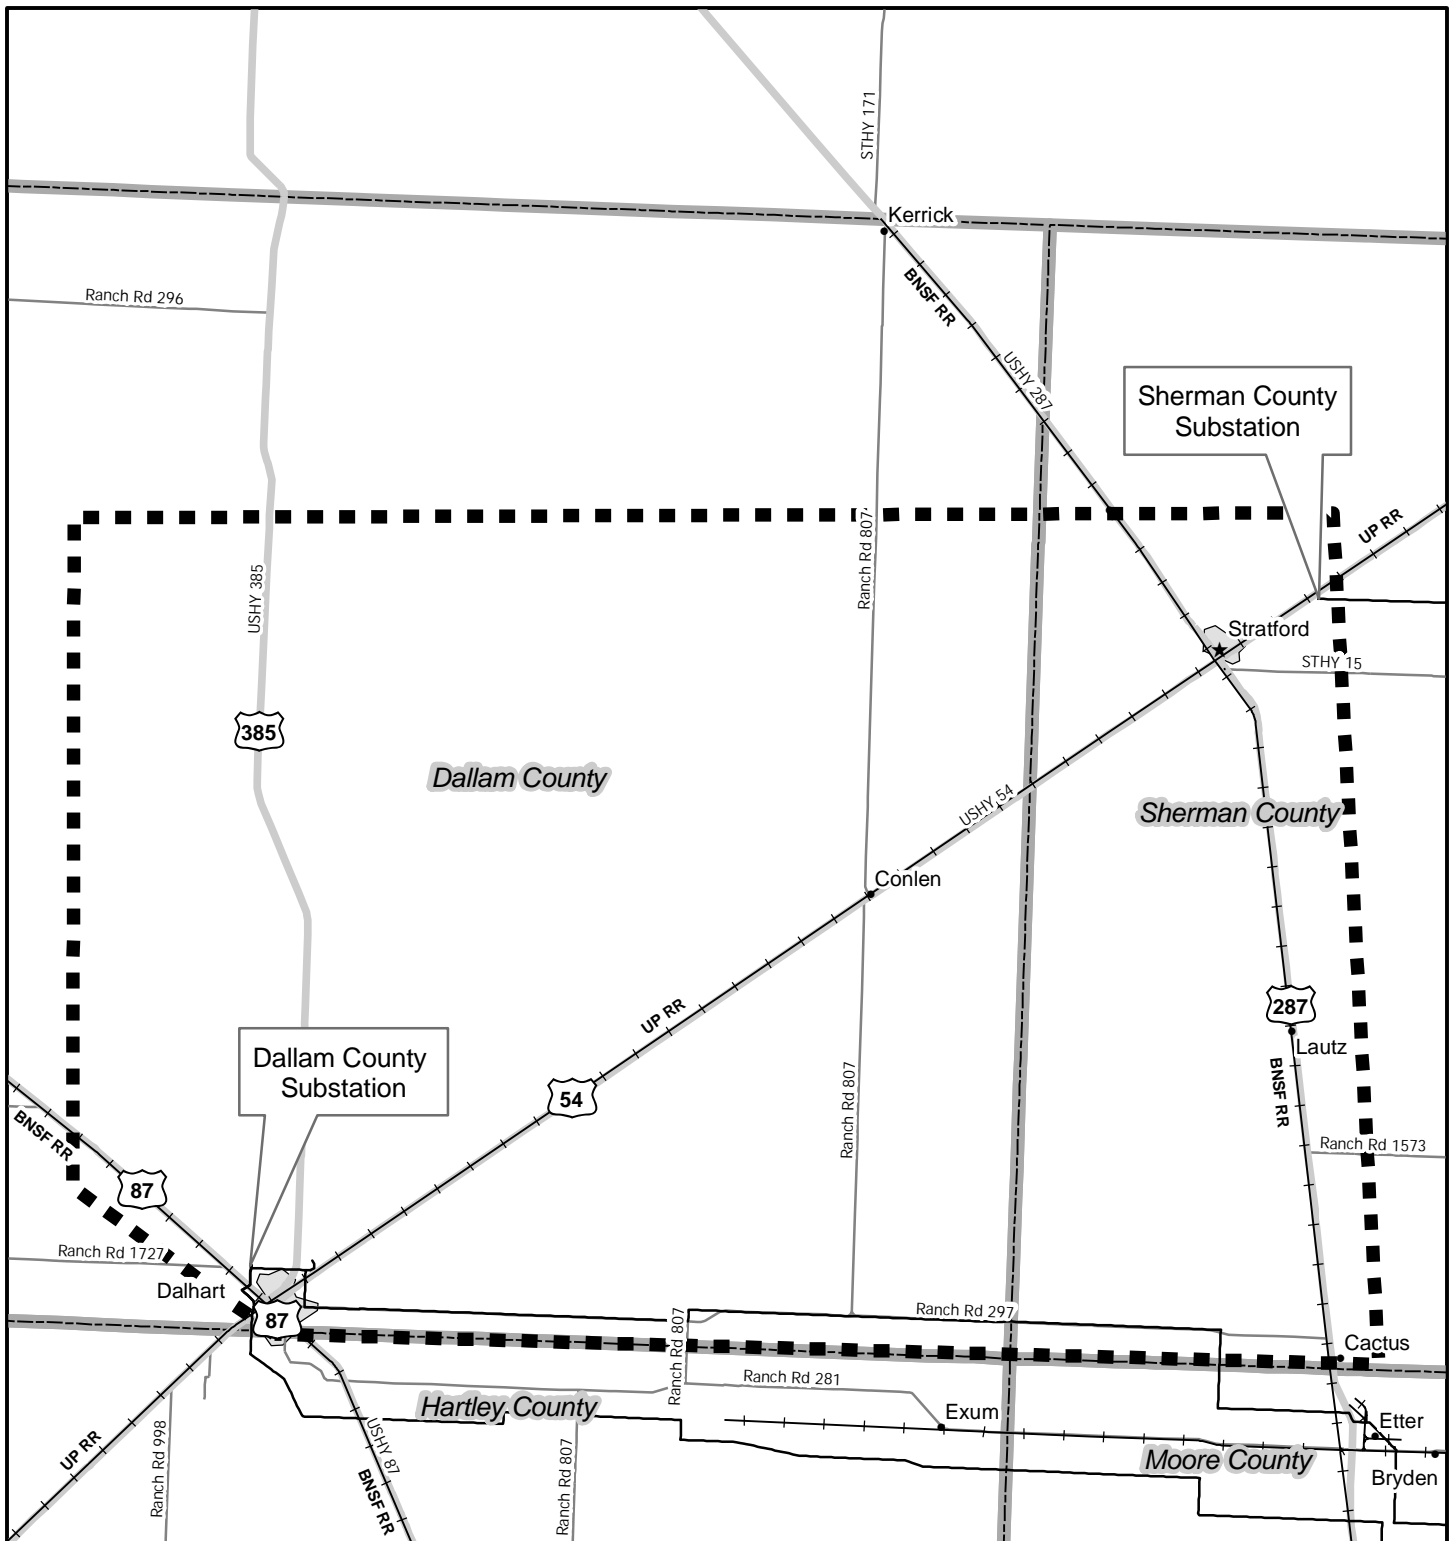 STHY 171
Kerrick
BNSF RR
Ranch Rd 296
USHY 287
Sherman County
Substation
UP RR
Ranch Rd 807
USHY 385
Stratford
STHY 15
385
Dallam County
USHY 54
Sherman County
Conlen
287
Lautz
UP RR
BNSF RR
Dallam County
Substation
54
Ranch Rd 807
BNSF RR
Ranch Rd 1573
87
Ranch Rd 1727
Dalhart
87
Ranch Rd 297
Ranch Rd 807
Cactus
Ranch Rd 281
Hartley County
Exum
Etter
UP RR
Ranch Rd 998
USHY 87
BNSF RR
Ranch Rd 807
Moore County
Bryden